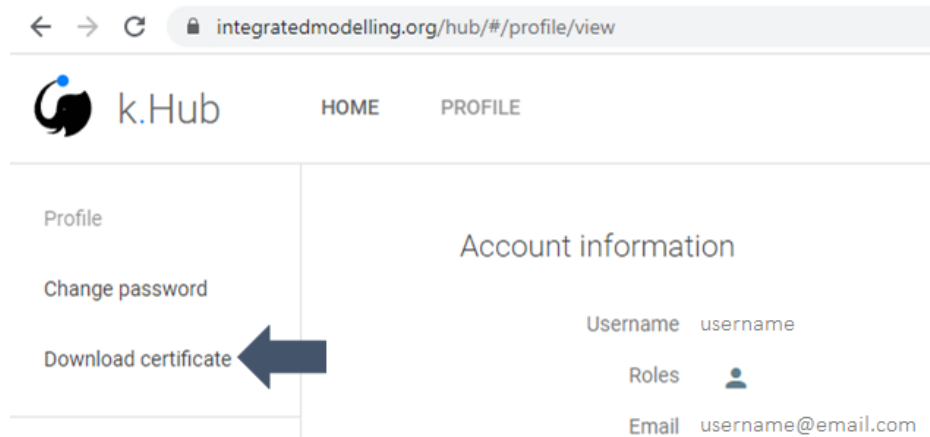 integratedmodelling.org/hub/#/profile/view
k.Hub HOME PROFILE
Profile
Change password
Download certificate
Account information
Username username
Roles
Email username@email.com